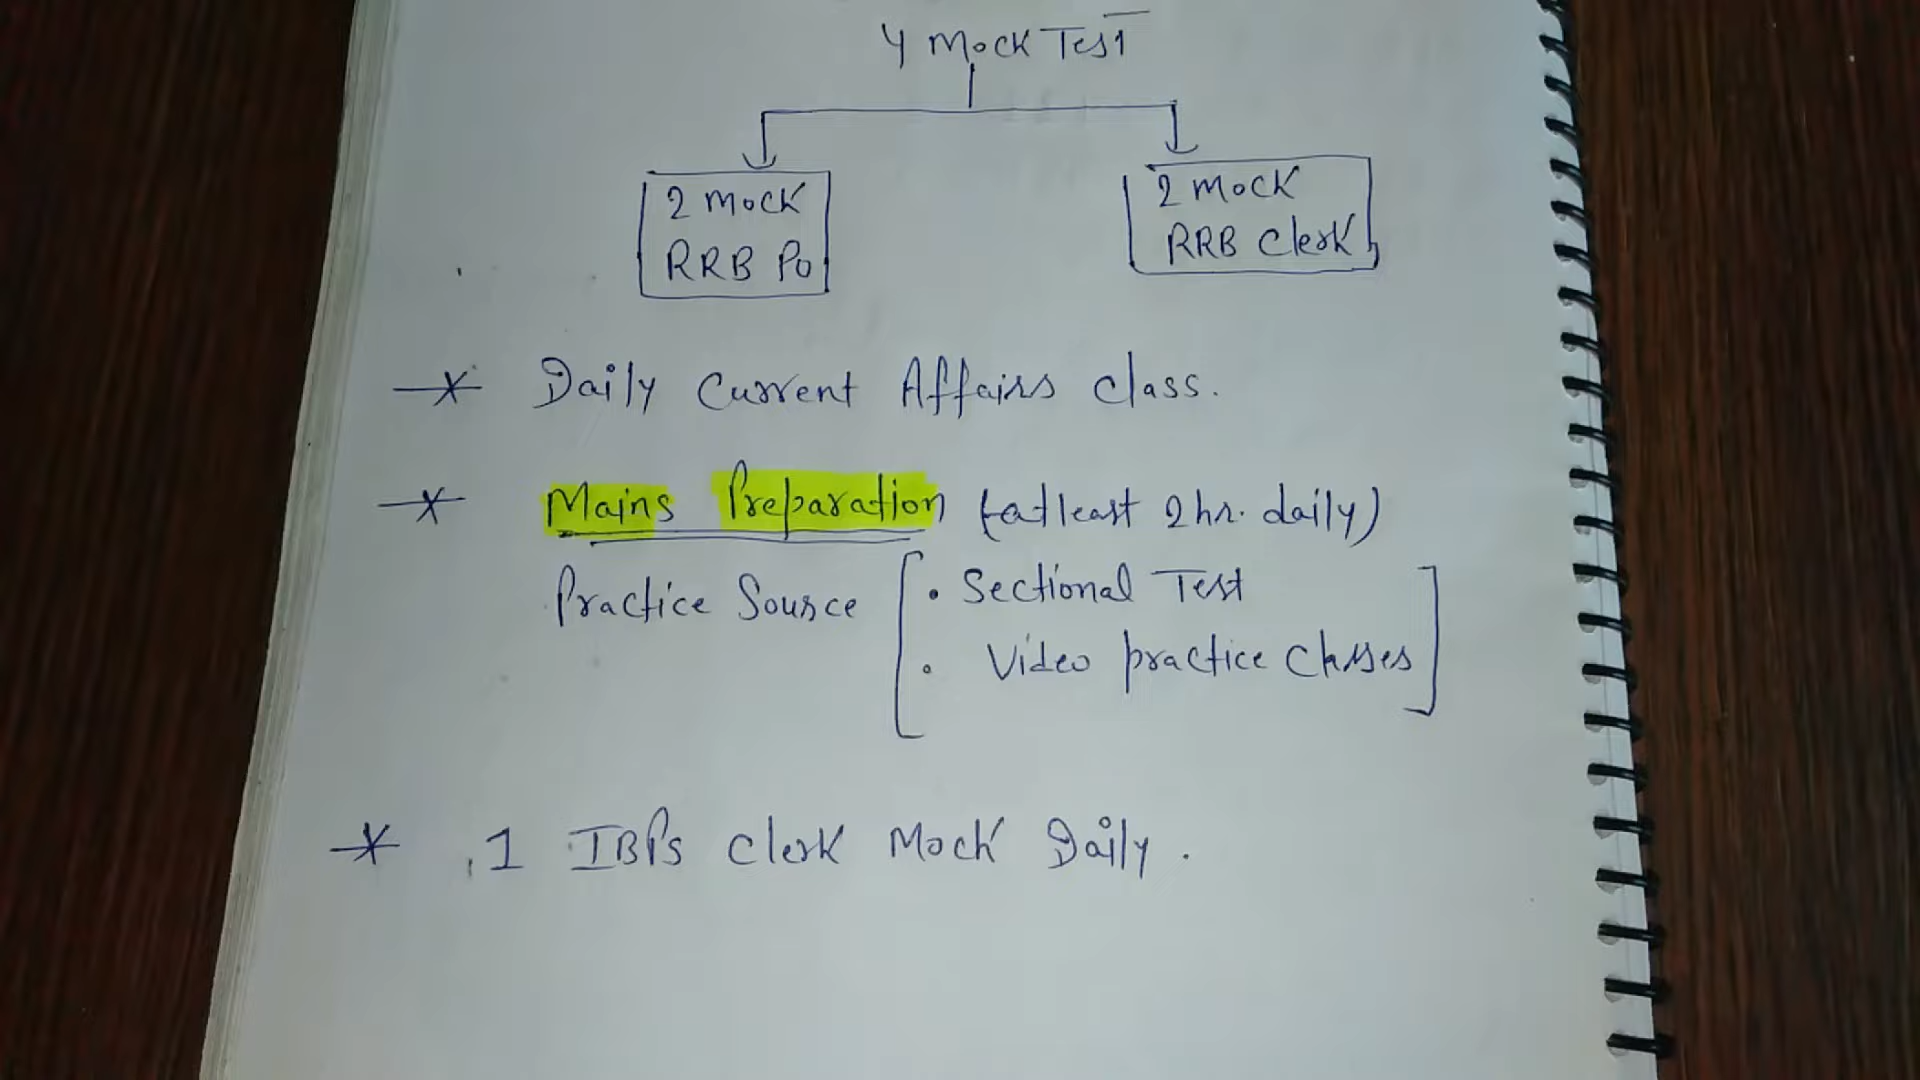 4 Mock Test
2 Mock
RRB PO
2 Mock
RRB Clerk
* Daily Current Affairs class.
* Mains Preparation (atleast 2 hr. daily)
Practice Source [ • Sectional Test
• Video practice Classes ]
* 1 IBPS Clerk Mock Daily.